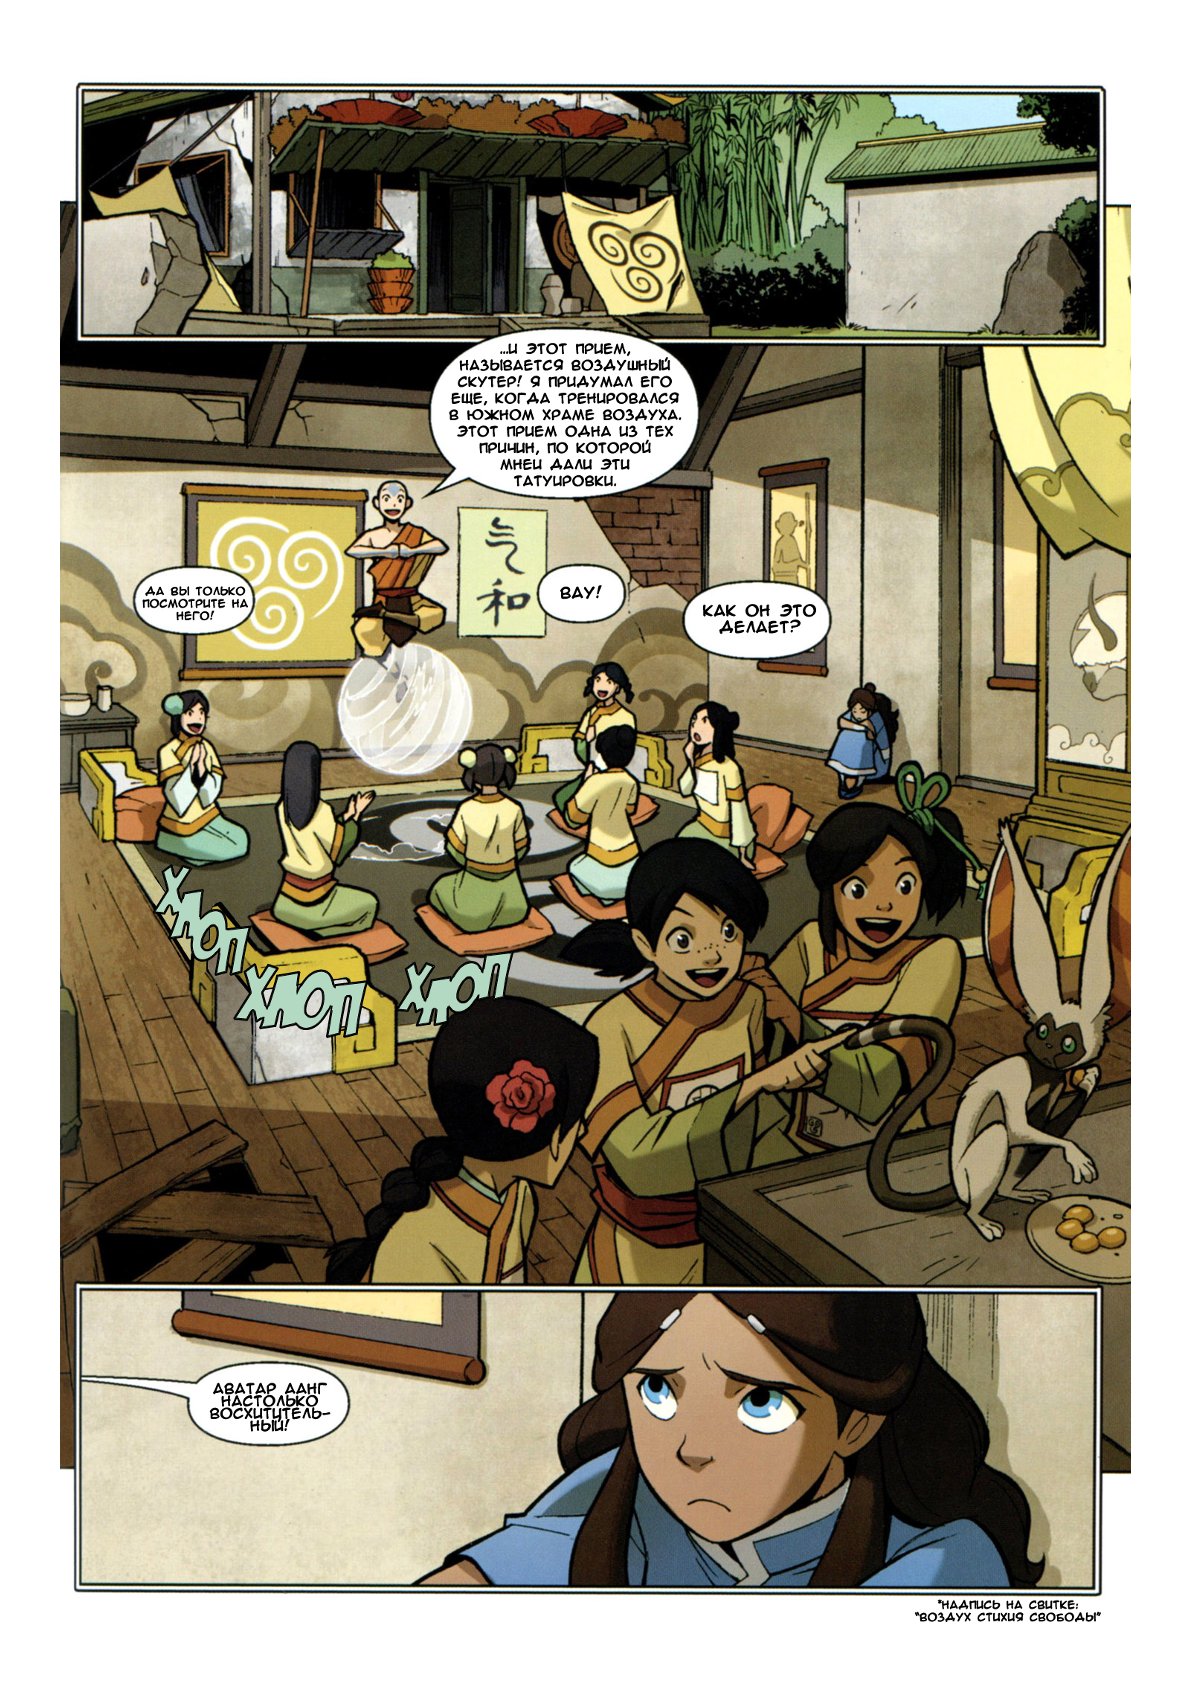 ...И ЭТОТ ПРИЕМ,
НАЗЫВАЕТСЯ ВОЗДУШНЫЙ
СКУТЕР! Я ПРИДУМАЛ ЕГО
ЕЩЕ, КОГДА ТРЕНИРОВАЛСЯ
В ЮЖНОМ ХРАМЕ ВОЗДУХА.
ЭТОТ ПРИЕМ ОДНА ИЗ ТЕХ
ПРИЧИН, ПО КОТОРОЙ
МНЕИ ДАЛИ ЭТИ
ТАТУИРОВКИ.
ДА ВЫ ТОЛЬКО
ПОСМОТРИТЕ НА
НЕГО!
气
和
ВАУ!
КАК ОН ЭТО
ДЕЛАЕТ?
ХЛОП
ХЛОП
ХЛОП
АВАТАР ААНГ
НАСТОЛЬКО
ВОСХИТИТЕЛЬ-
НЫЙ!
*НАДПИСЬ НА СВИТКЕ:
"ВОЗДУХ СТИХИЯ СВОБОДЫ"